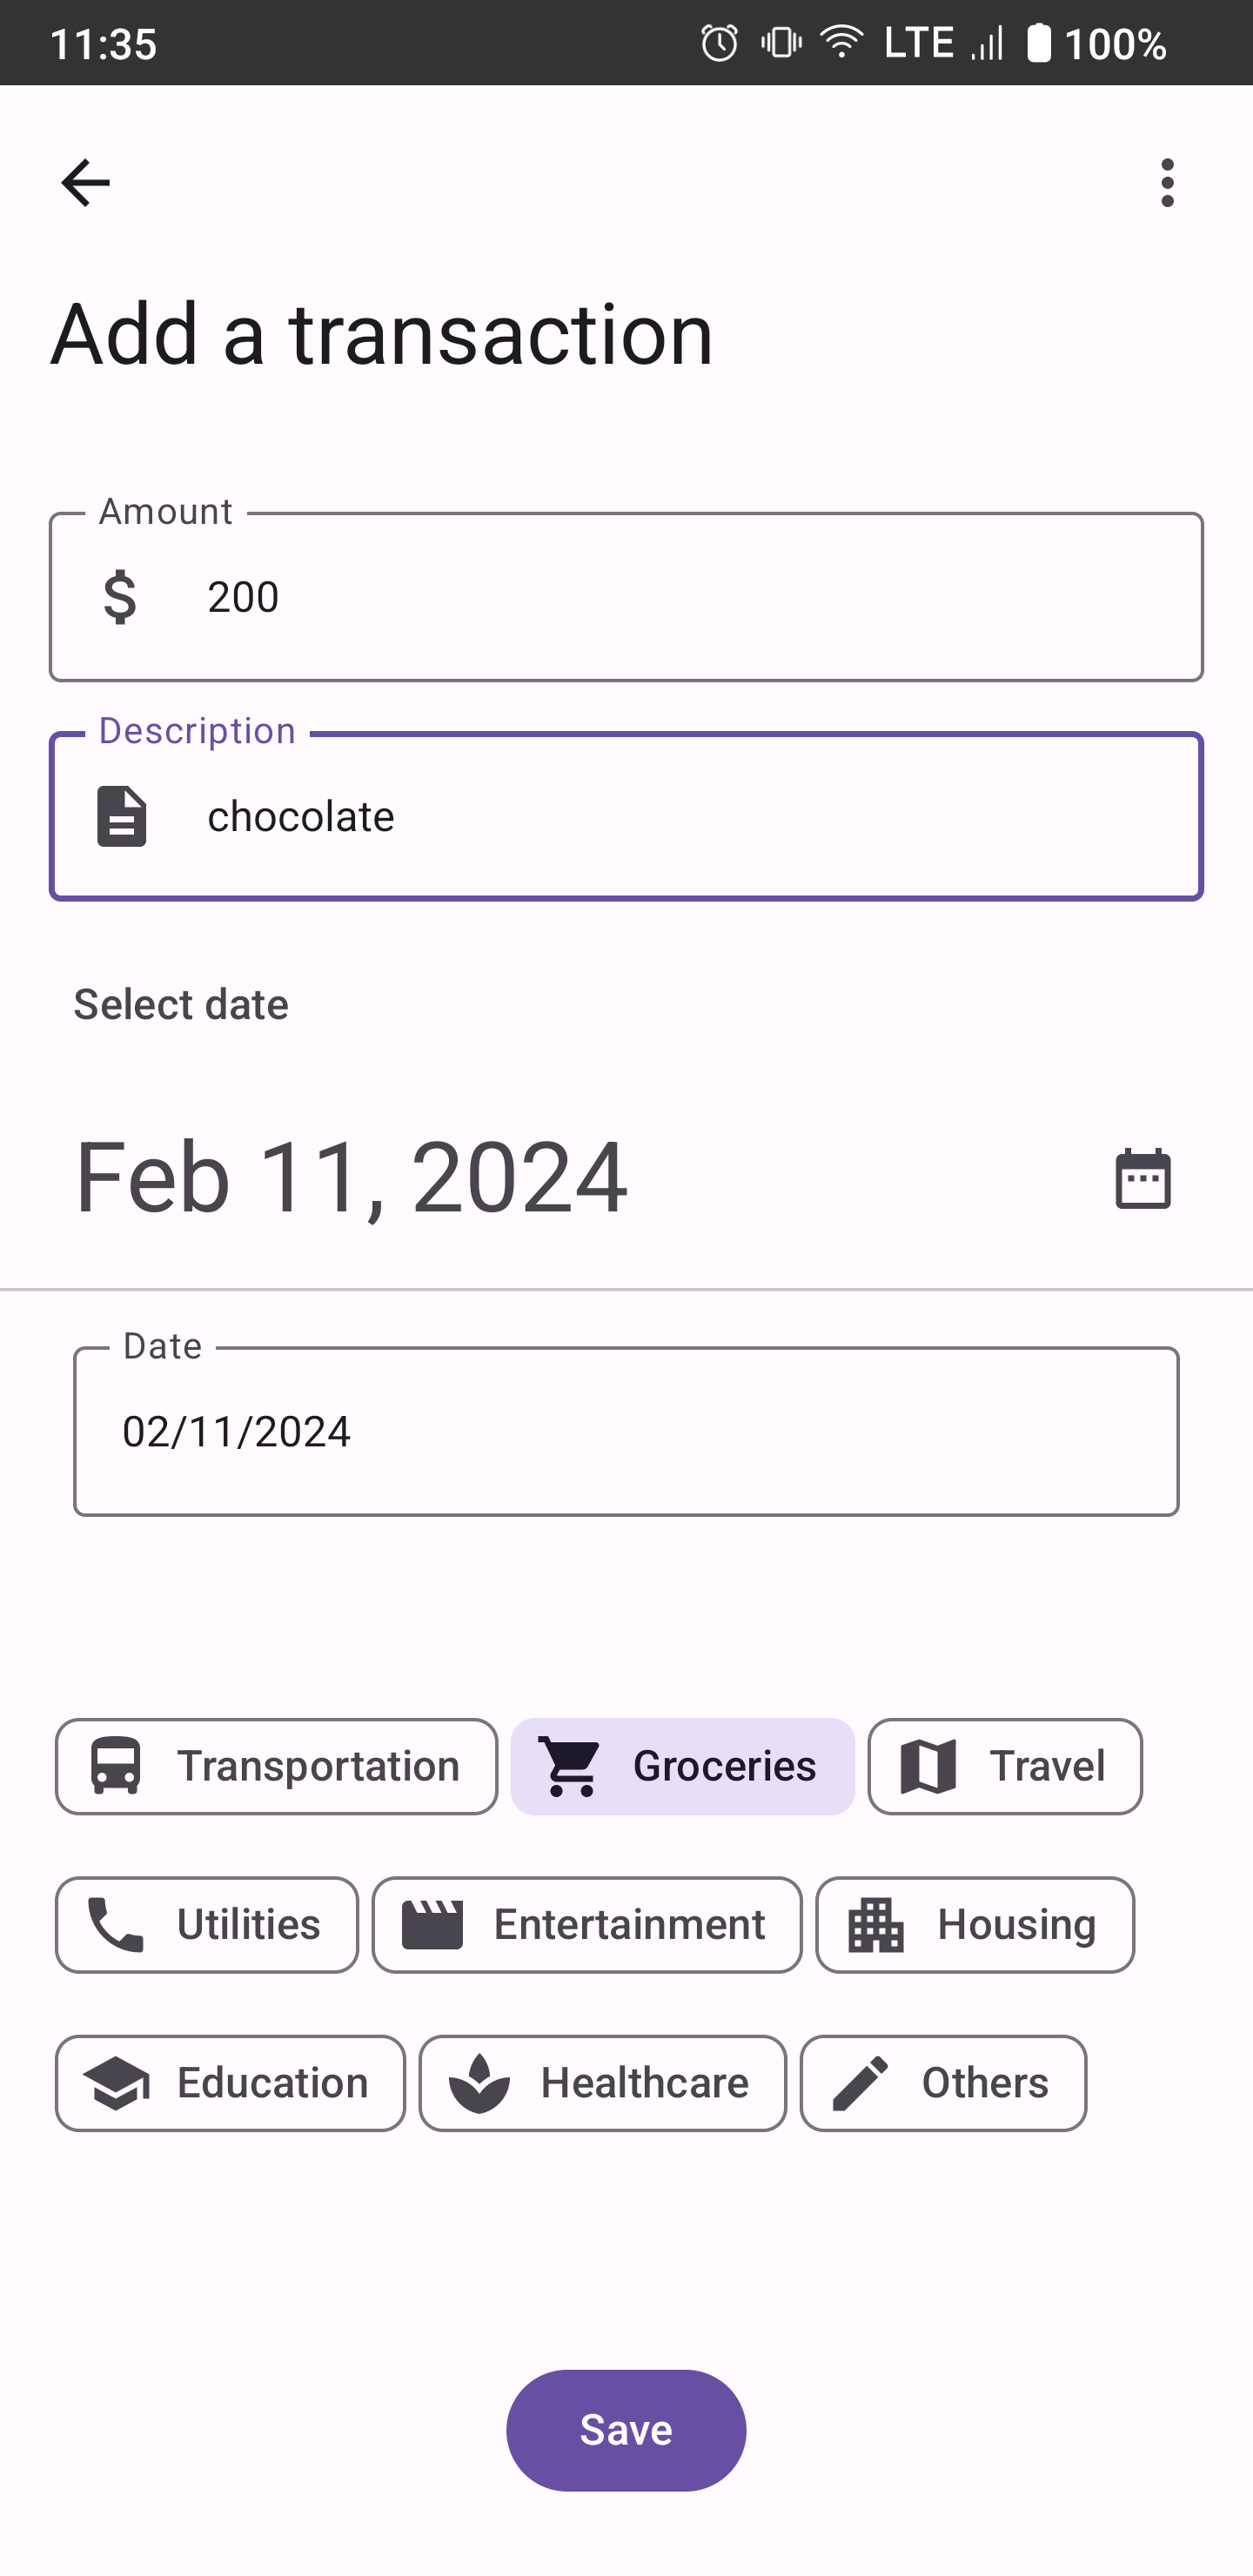 11:35 LTE 100%
Add a transaction
Amount
$ 200
Description
chocolate
Select date
Feb 11, 2024
Date
02/11/2024
Transportation Groceries Travel
Utilities Entertainment Housing
Education Healthcare Others
Save